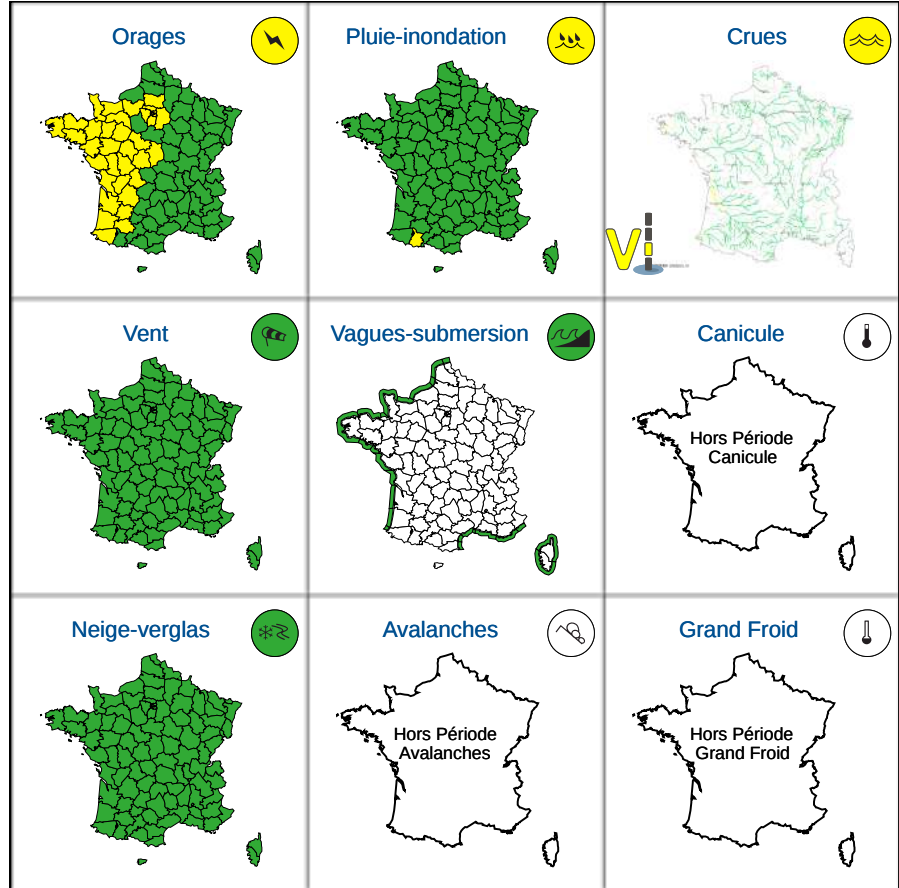 Orages
Pluie-inondation
Crues
Vi
Vent
Vagues-submersion
Canicule
Hors Période
Canicule
Neige-verglas
Avalanches
Grand Froid
Hors Période
Avalanches
Hors Période
Grand Froid